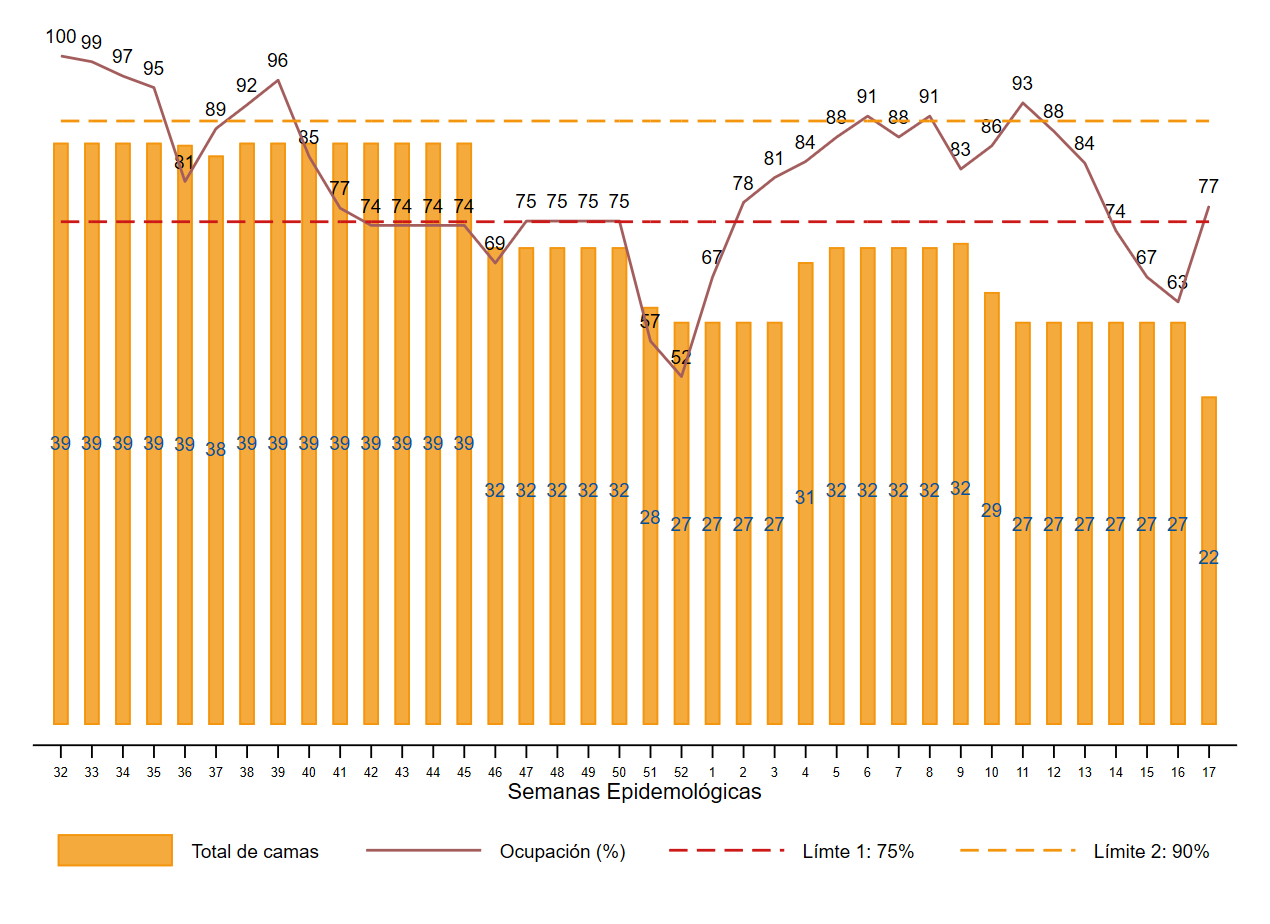 100 99 97 95 81 89 92 96 85 77 74 74 74 74 69 75 75 75 75 57 52 67 78 81 84 88 91 88 91 83 86 93 88 84 74 67 63 77
39 39 39 39 39 38 39 39 39 39 39 39 39 39 32 32 32 32 32 28 27 27 27 27 31 32 32 32 32 32 29 27 27 27 27 27 27 22
32 33 34 35 36 37 38 39 40 41 42 43 44 45 46 47 48 49 50 51 52 1 2 3 4 5 6 7 8 9 10 11 12 13 14 15 16 17
Semanas Epidemológicas
Total de camas Ocupación (%) Límte 1: 75% Límite 2: 90%